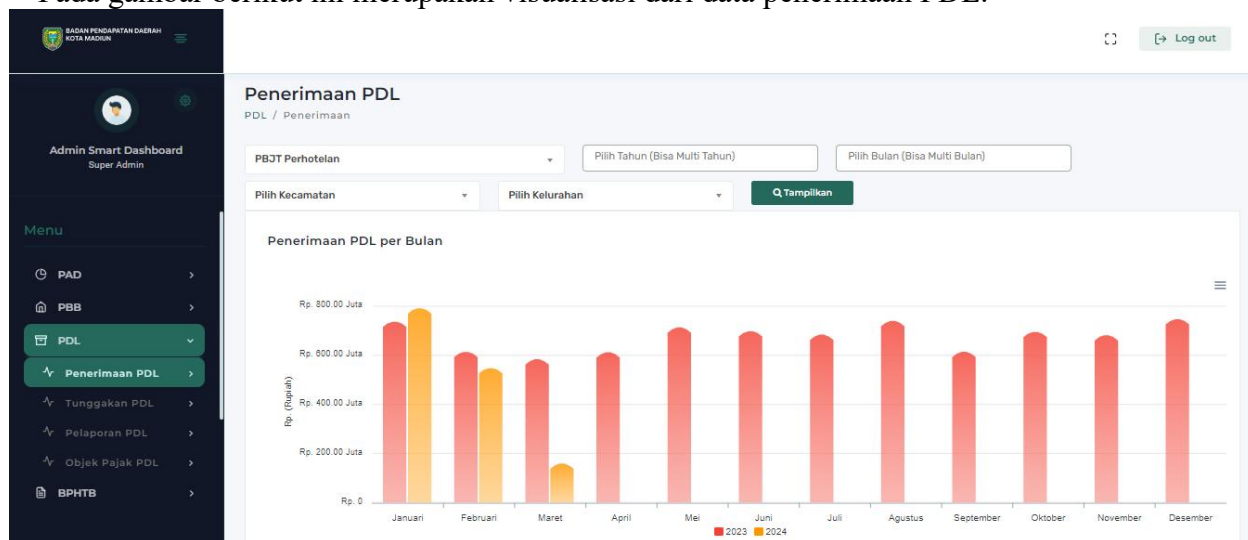 Pada gambar berikut ini merupakan visualisasi dari data penerimaan PDL.
BADAN PENDAPATAN DAERAH
KOTA MADIUN
Log out
Admin Smart Dashboard
Super Admin
Menu
PAD
PBB
PDL
Penerimaan PDL
Tunggakan PDL
Pelaporan PDL
Objek Pajak PDL
BPHTB
Penerimaan PDL
PDL / Penerimaan
PBJT Perhotelan
Pilih Tahun (Bisa Multi Tahun)
Pilih Bulan (Bisa Multi Bulan)
Pilih Kecamatan
Pilih Kelurahan
Tampilkan
Penerimaan PDL per Bulan
Rp. (Rupiah)
Rp. 800.00 Juta
Rp. 600.00 Juta
Rp. 400.00 Juta
Rp. 200.00 Juta
Rp. 0
Januari Februari Maret April Mei Juni Juli Agustus September Oktober November Desember
2023 2024